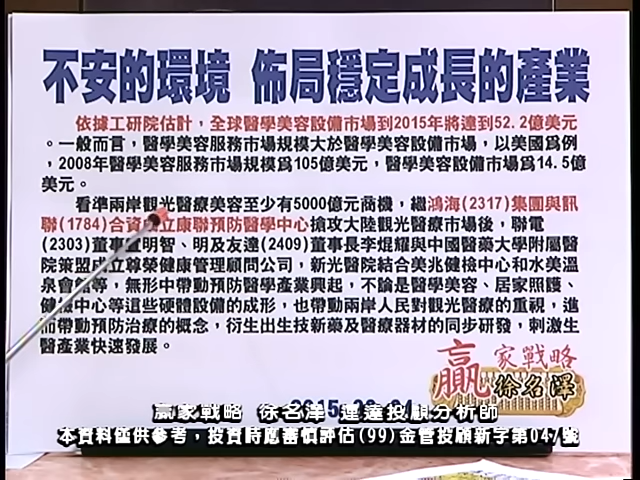 不安的環境 佈局穩定成長的產業
依據工研院估計，全球醫學美容設備市場到2015年將達到52.2億美元
。一般而言，醫學美容服務市場規模大於醫學美容設備市場，以美國為例
，2008年醫學美容服務市場規模為105億美元，醫學美容設備市場為14.5億
美元。
看準兩岸觀光醫療美容至少有5000億元商機，繼鴻海(2317)集團與訊
聯(1784)合資 立康聯預防醫學中心搶攻大陸觀光醫療市場後，聯電
(2303)董事 明智、明及友達(2409)董事長李焜耀與中國醫藥大學附屬醫
院策盟成立尊榮健康管理顧問公司，新光醫院結合美兆健檢中心和水美溫
泉會館等，無形中帶動預防醫學產業興起，不論是醫學美容、居家照護、
健檢中心等這些硬體設備的成形，也帶動兩岸人民對觀光醫療的重視，進
而帶動預防治療的概念，衍生出生技新藥及醫療器材的同步研發，刺激生
醫產業快速發展。
贏家戰略
徐名澤
贏家戰略 徐名澤 運達投顧分析師
本資料僅供參考，投資時應審慎評估(99)金管投顧新字第047號